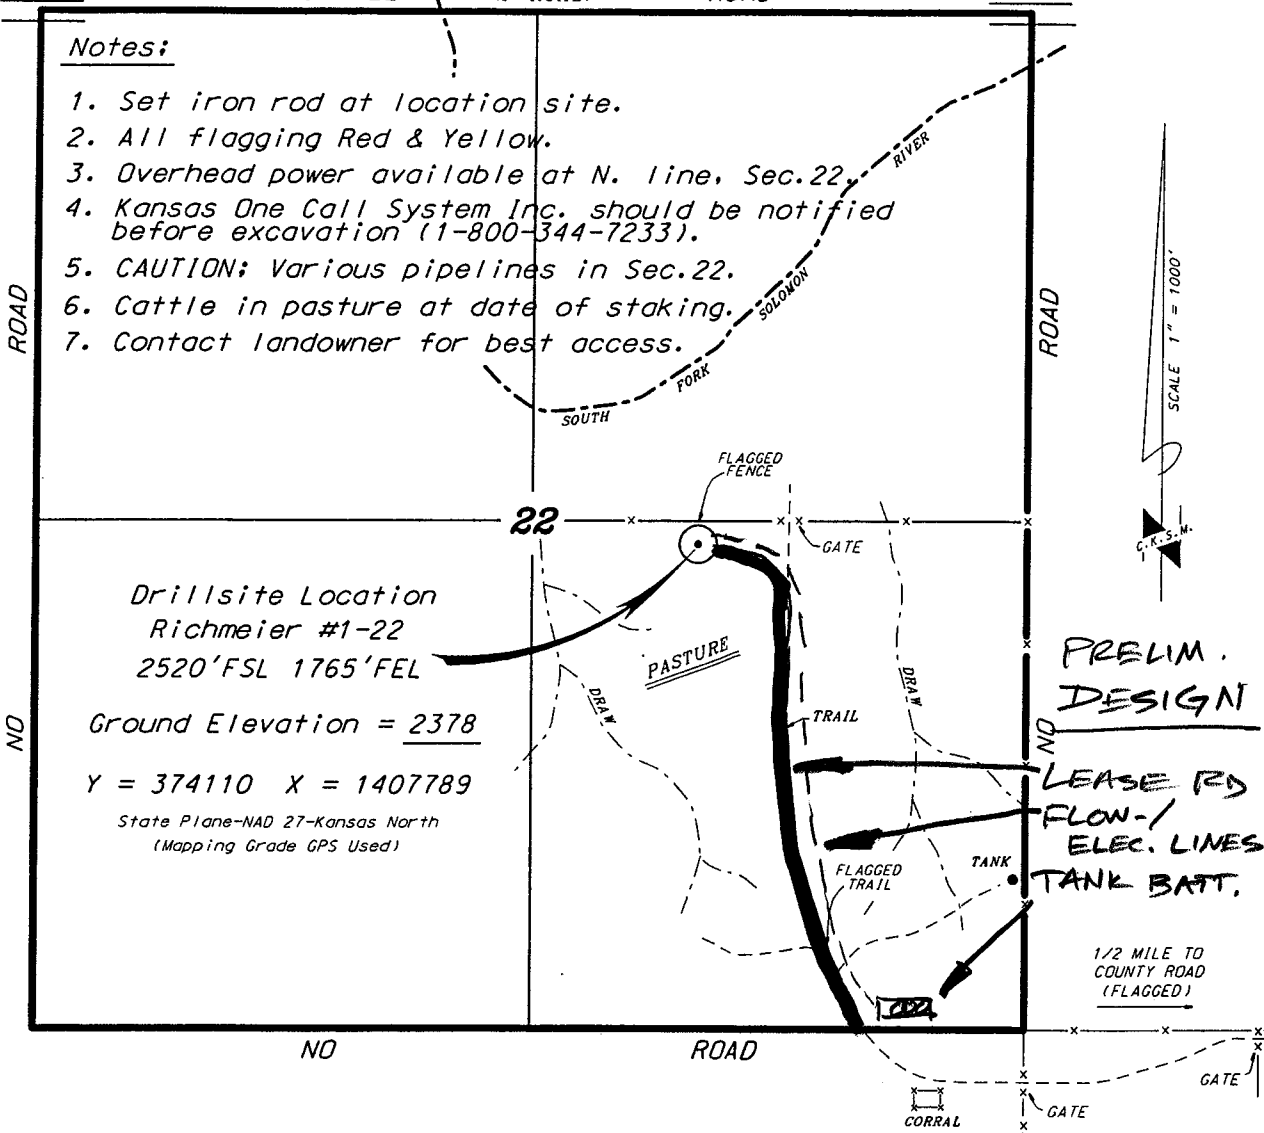 Notes:
1. Set iron rod at location site.
2. All flagging Red & Yellow.
3. Overhead power available at N. line, Sec.22.
4. Kansas One Call System Inc. should be notified
before excavation (1-800-344-7233).
5. CAUTION: Various pipelines in Sec.22.
6. Cattle in pasture at date of staking.
7. Contact landowner for best access.
RIVER
SOLOMON
FORK
SOUTH
ROAD
ROAD
SCALE 1" = 1000'
C.K.S.M.
FLAGGED
FENCE
22
GATE
Drillsite Location
Richmeier #1-22
2520'FSL 1765'FEL
Ground Elevation = 2378
Y = 374110 X = 1407789
State Plane-NAD 27-Kansas North
(Mapping Grade GPS Used)
PASTURE
DRAW
DRAW
TRAIL
NO
NO
PRELIM.
DESIGN
LEASE RD
FLOW-/
ELEC. LINES
TANK BATT.
TANK
FLAGGED
TRAIL
1/2 MILE TO
COUNTY ROAD
(FLAGGED)
NO
ROAD
CORRAL
GATE
GATE